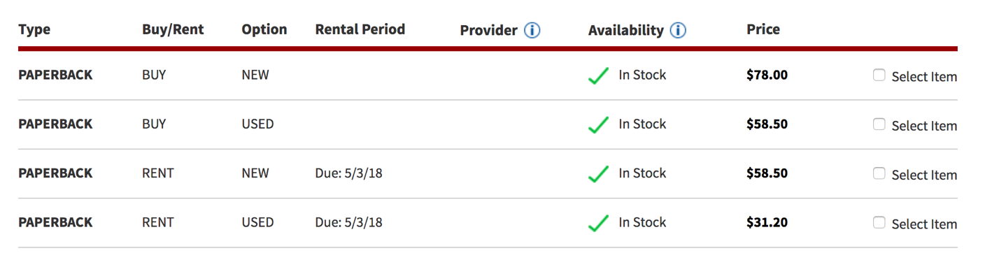 Type Buy/Rent Option Rental Period Provider i Availability i Price
PAPERBACK BUY NEW In Stock $78.00 Select Item
PAPERBACK BUY USED In Stock $58.50 Select Item
PAPERBACK RENT NEW Due: 5/3/18 In Stock $58.50 Select Item
PAPERBACK RENT USED Due: 5/3/18 In Stock $31.20 Select Item